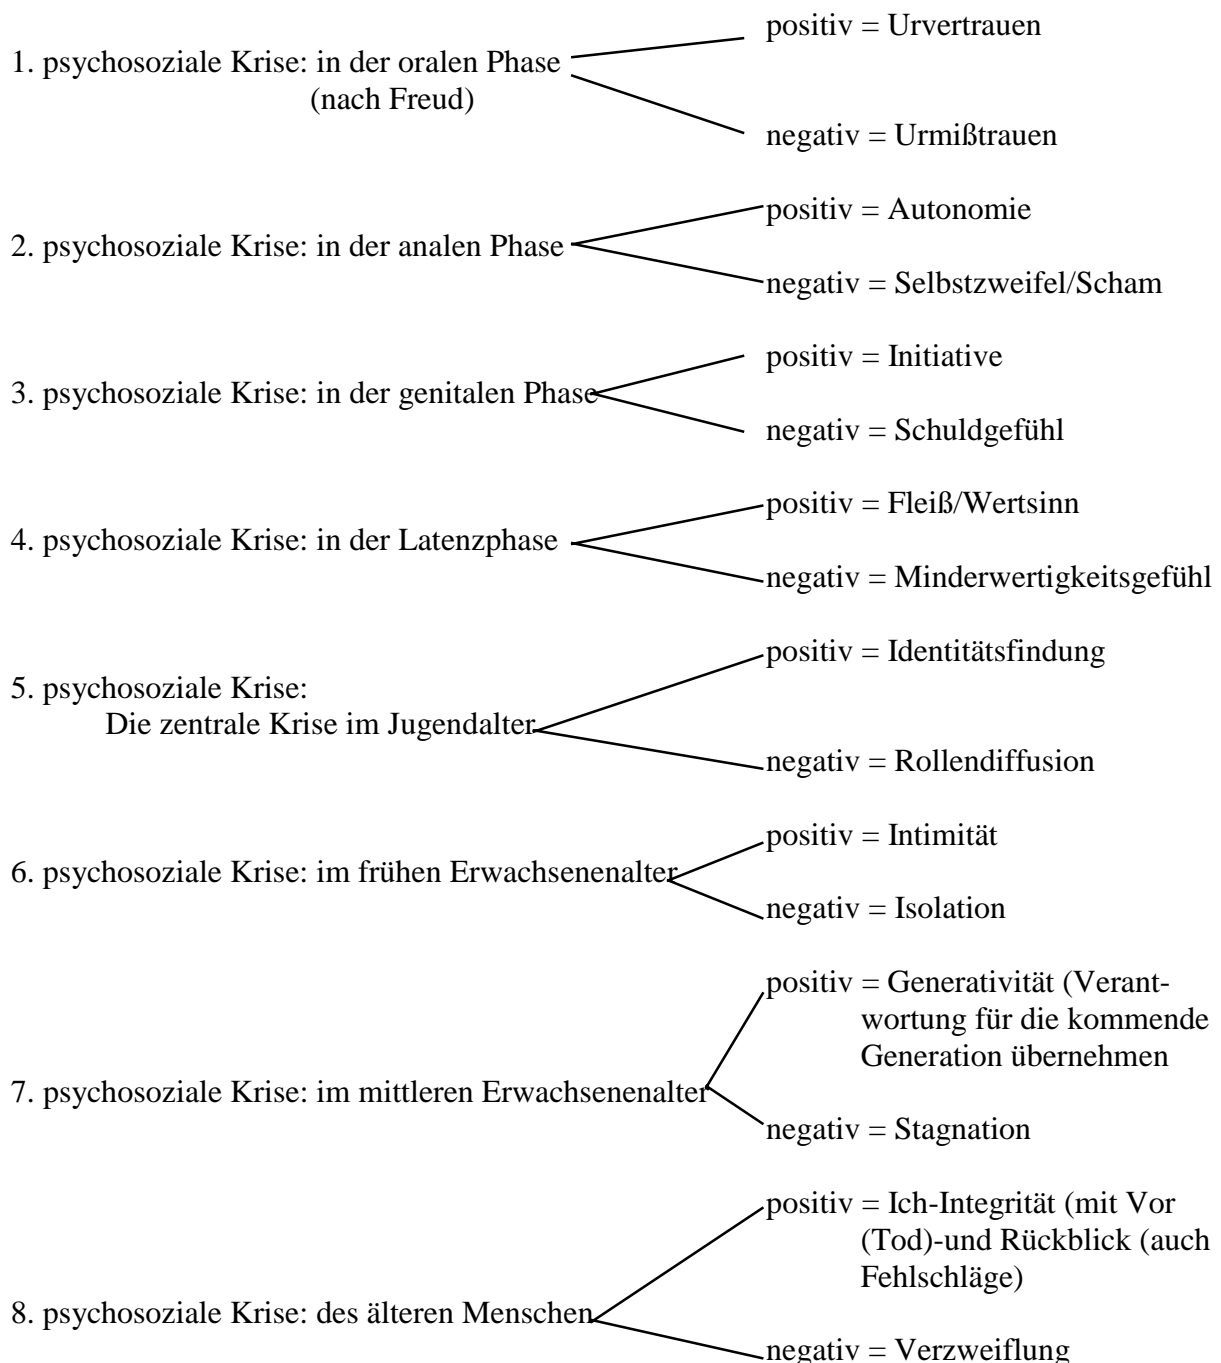 positiv = Urvertrauen
1. psychosoziale Krise: in der oralen Phase
(nach Freud)
negativ = Urmißtrauen
positiv = Autonomie
2. psychosoziale Krise: in der analen Phase
negativ = Selbstzweifel/Scham
positiv = Initiative
3. psychosoziale Krise: in der genitalen Phase
negativ = Schuldgefühl
positiv = Fleiß/Wertsinn
4. psychosoziale Krise: in der Latenzphase
negativ = Minderwertigkeitsgefühl
positiv = Identitätsfindung
5. psychosoziale Krise:
Die zentrale Krise im Jugendalter
negativ = Rollendiffusion
positiv = Intimität
6. psychosoziale Krise: im frühen Erwachsenenalter
negativ = Isolation
positiv = Generativität (Verant-
wortung für die kommende
Generation übernehmen
7. psychosoziale Krise: im mittleren Erwachsenenalter
negativ = Stagnation
positiv = Ich-Integrität (mit Vor
(Tod)-und Rückblick (auch
Fehlschläge)
8. psychosoziale Krise: des älteren Menschen
negativ = Verzweiflung